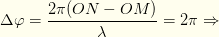 Δφ = 2π(ON − OM)/λ = 2π ⇒